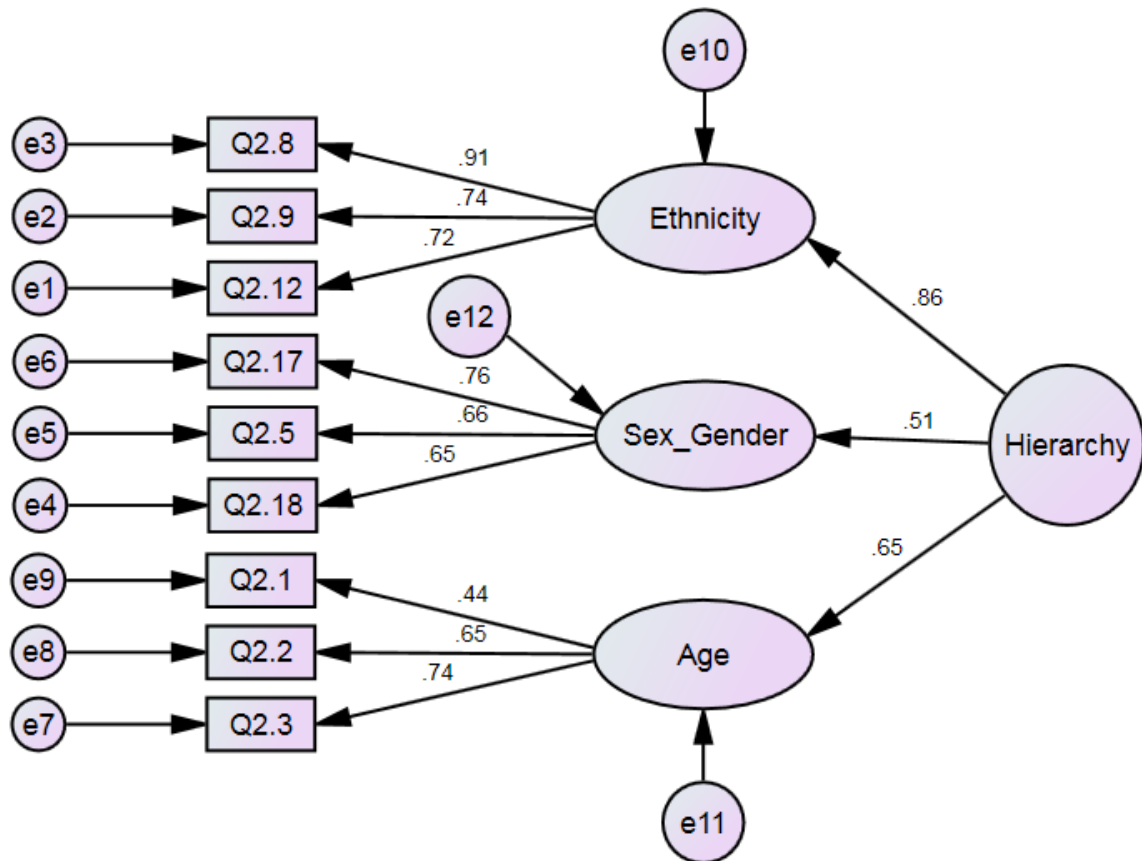 e10
e3
Q2.8
.91
e2
Q2.9
.74
Ethnicity
e1
Q2.12
.72
.86
e12
e6
Q2.17
.76
e5
Q2.5
.66
Sex_Gender
.51
Hierarchy
e4
Q2.18
.65
e9
Q2.1
.44
.65
e8
Q2.2
.65
Age
e7
Q2.3
.74
e11